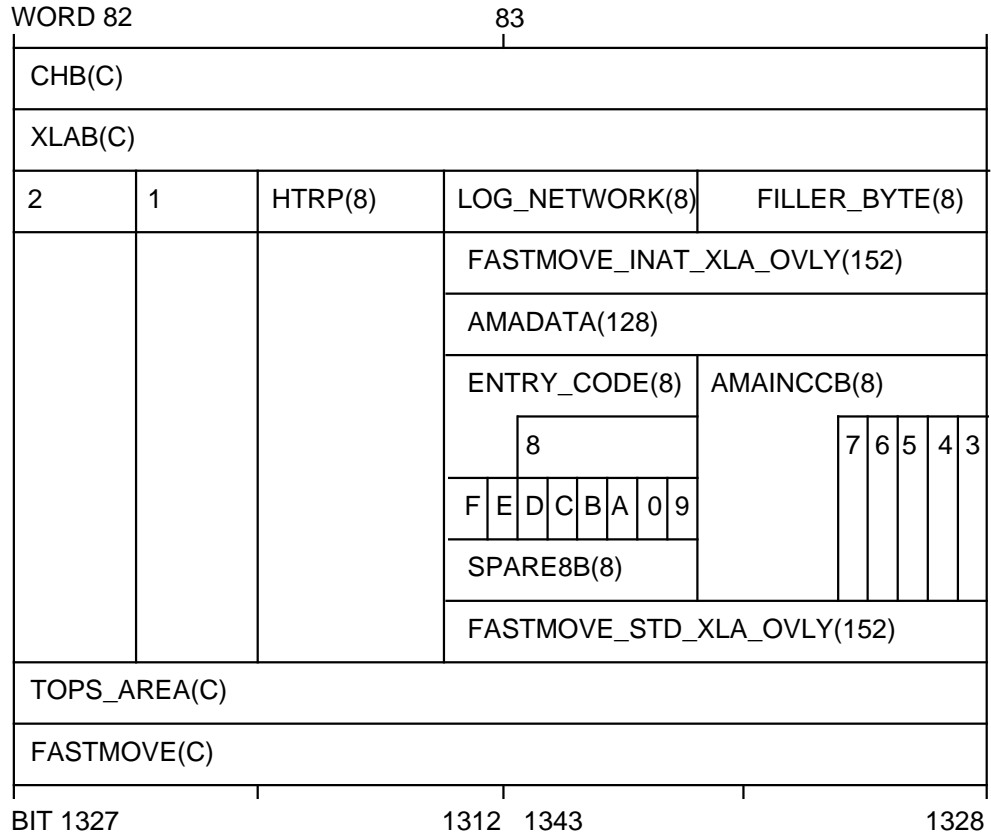 WORD 82 83
CHB(C)
XLAB(C)
2 1 HTRP(8) LOG_NETWORK(8) FILLER_BYTE(8)
FASTMOVE_INAT_XLA_OVLY(152)
AMADATA(128)
ENTRY_CODE(8) AMAINCCB(8)
8 7 6 5 4 3
F E D C B A 0 9
SPARE8B(8)
FASTMOVE_STD_XLA_OVLY(152)
TOPS_AREA(C)
FASTMOVE(C)
BIT 1327 1312 1343 1328